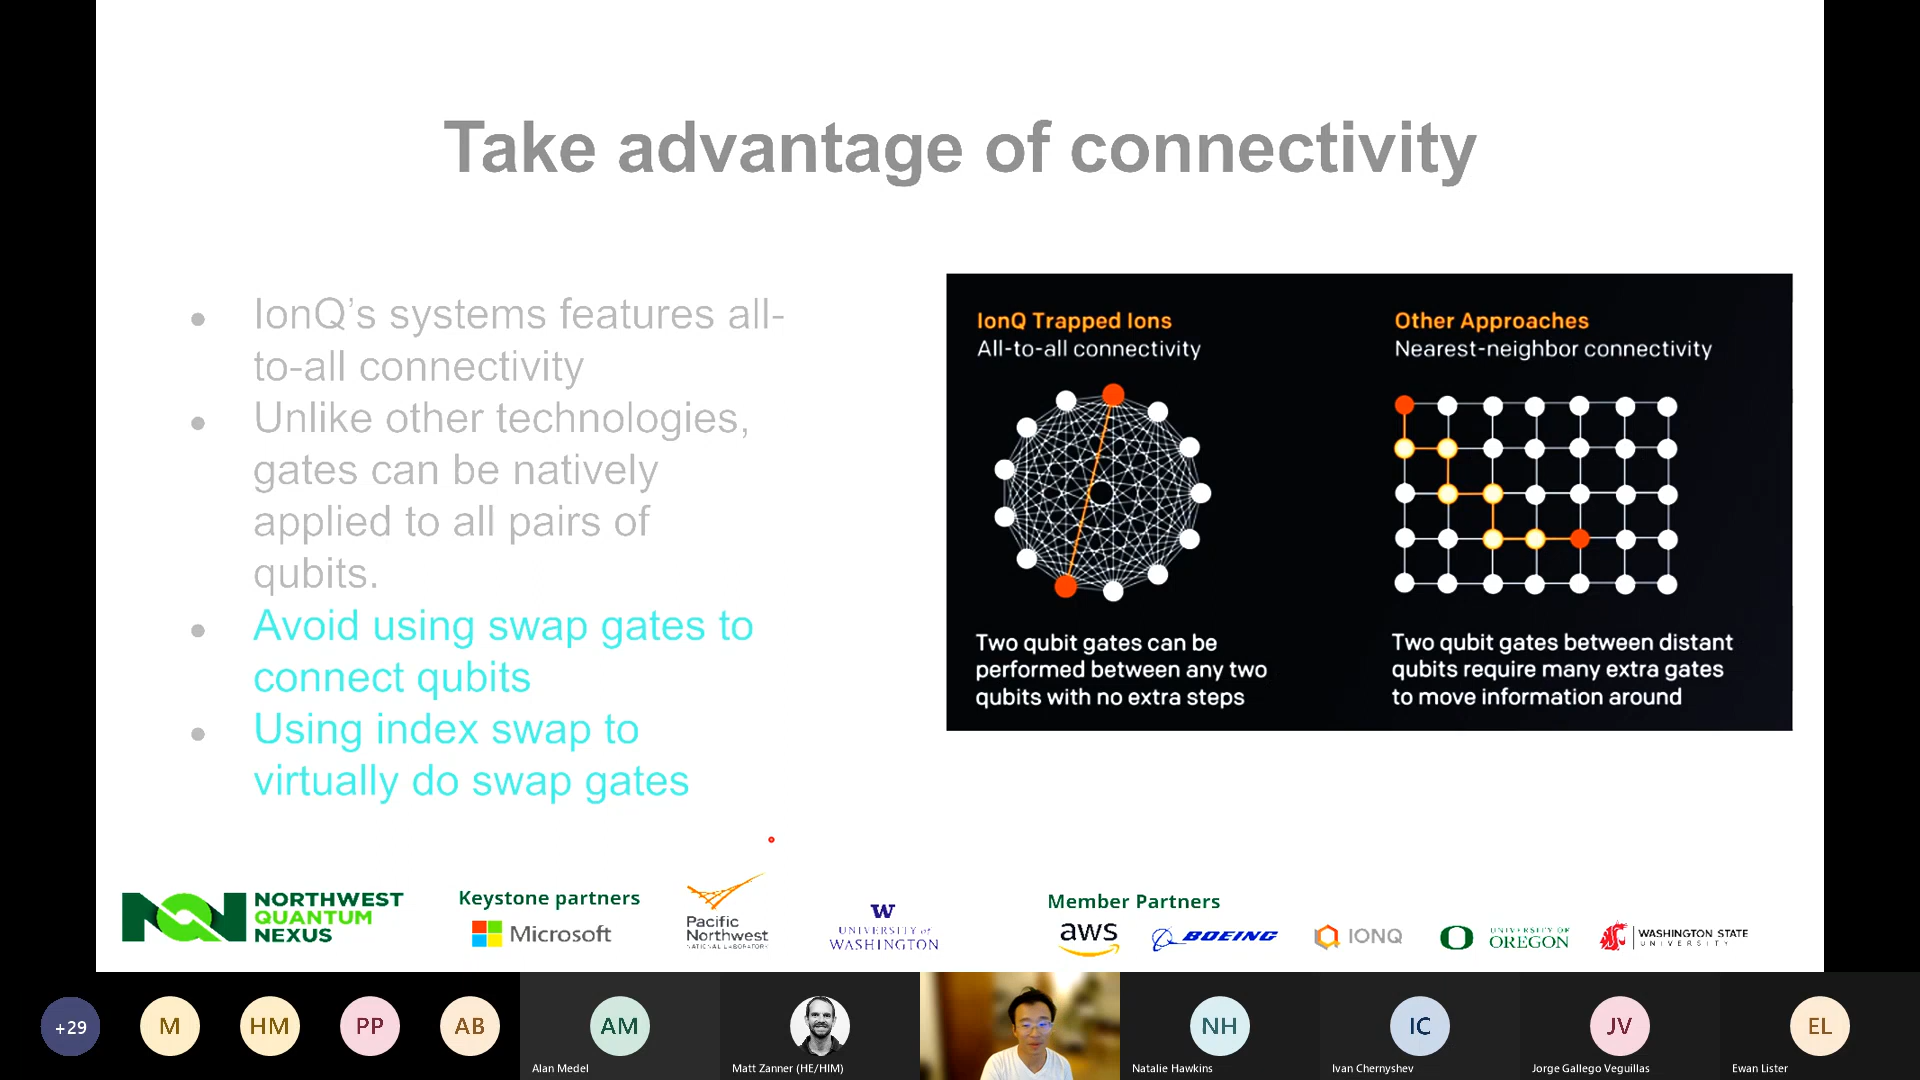 Take advantage of connectivity
● IonQ’s systems features all-
to-all connectivity
● Unlike other technologies,
gates can be natively
applied to all pairs of
qubits.
● Avoid using swap gates to
connect qubits
● Using index swap to
virtually do swap gates
IonQ Trapped Ions
All-to-all connectivity
Two qubit gates can be
performed between any two
qubits with no extra steps
Other Approaches
Nearest-neighbor connectivity
Two qubit gates between distant
qubits require many extra gates
to move information around
NORTHWEST
QUANTUM
NEXUS
Keystone partners
Microsoft
Pacific
Northwest
NATIONAL LABORATORY
W
UNIVERSITY of
WASHINGTON
Member Partners
aws
BOEING
IONQ
O
UNIVERSITY OF
OREGON
WASHINGTON STATE
UNIVERSITY
+29
M
HM
PP
AB
AM
Alan Medel
Matt Zanner (HE/HIM)
NH
Natalie Hawkins
IC
Ivan Chernyshev
JV
Jorge Gallego Veguillas
EL
Ewan Lister